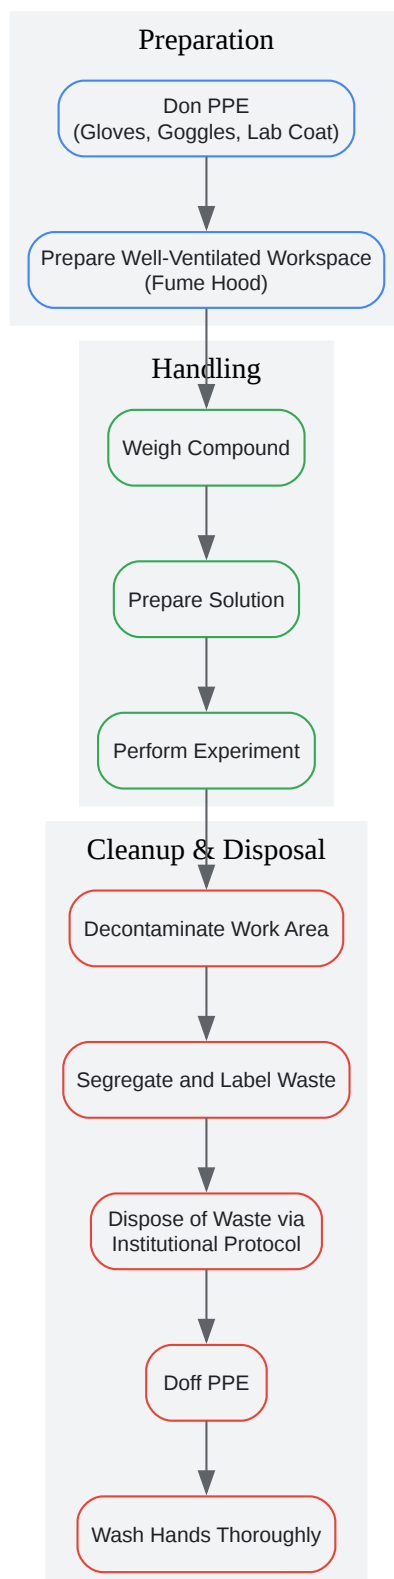 Preparation
Don PPE
(Gloves, Goggles, Lab Coat)
Prepare Well-Ventilated Workspace
(Fume Hood)
Handling
Weigh Compound
Prepare Solution
Perform Experiment
Cleanup & Disposal
Decontaminate Work Area
Segregate and Label Waste
Dispose of Waste via
Institutional Protocol
Doff PPE
Wash Hands Thoroughly